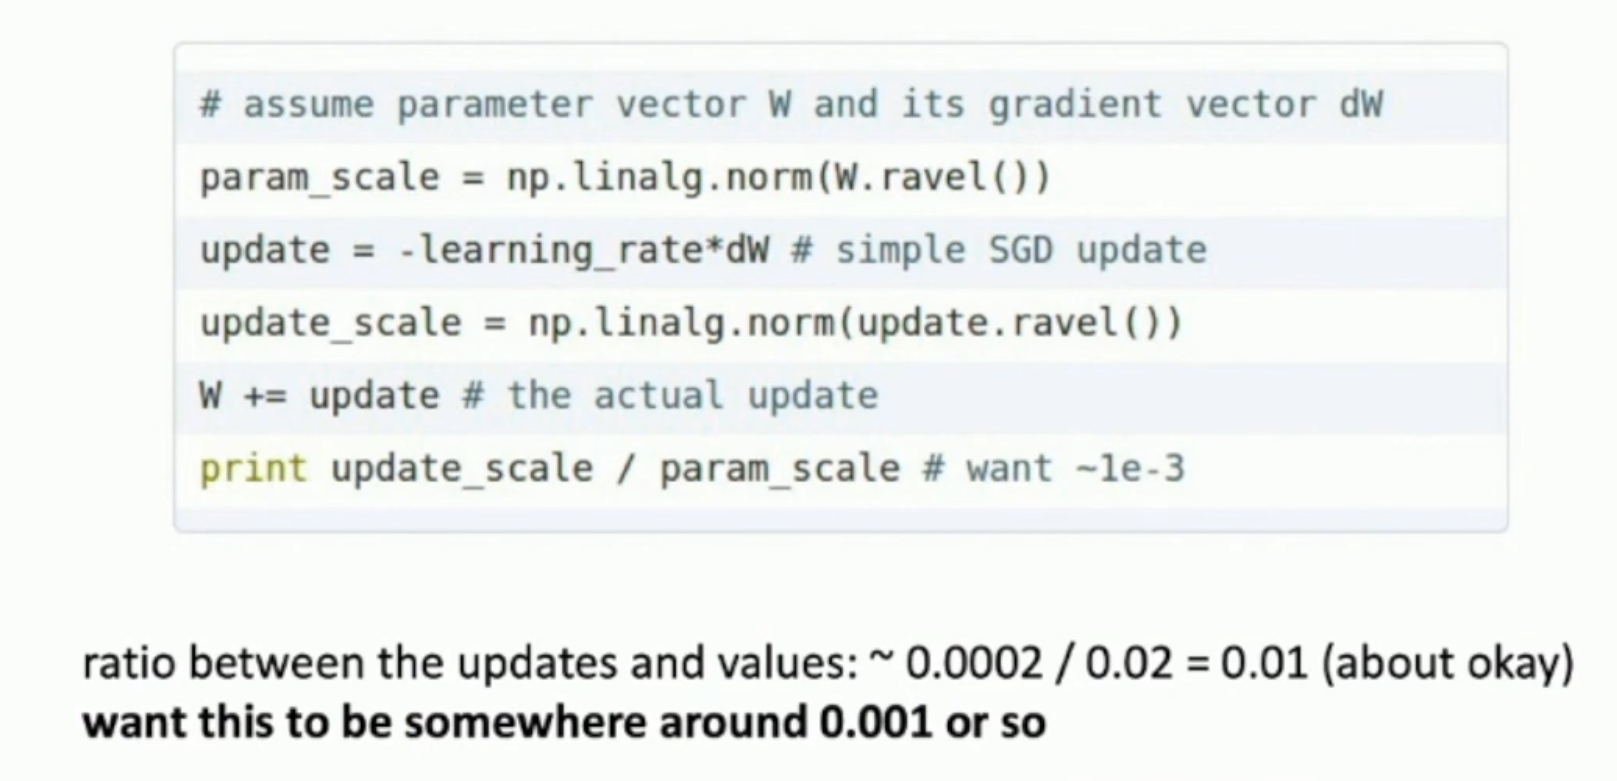 # assume parameter vector W and its gradient vector dW
param_scale = np.linalg.norm(W.ravel())
update = -learning_rate*dW # simple SGD update
update_scale = np.linalg.norm(update.ravel())
W += update # the actual update
print update_scale / param_scale # want ~1e-3
ratio between the updates and values: ~ 0.0002 / 0.02 = 0.01 (about okay)
want this to be somewhere around 0.001 or so